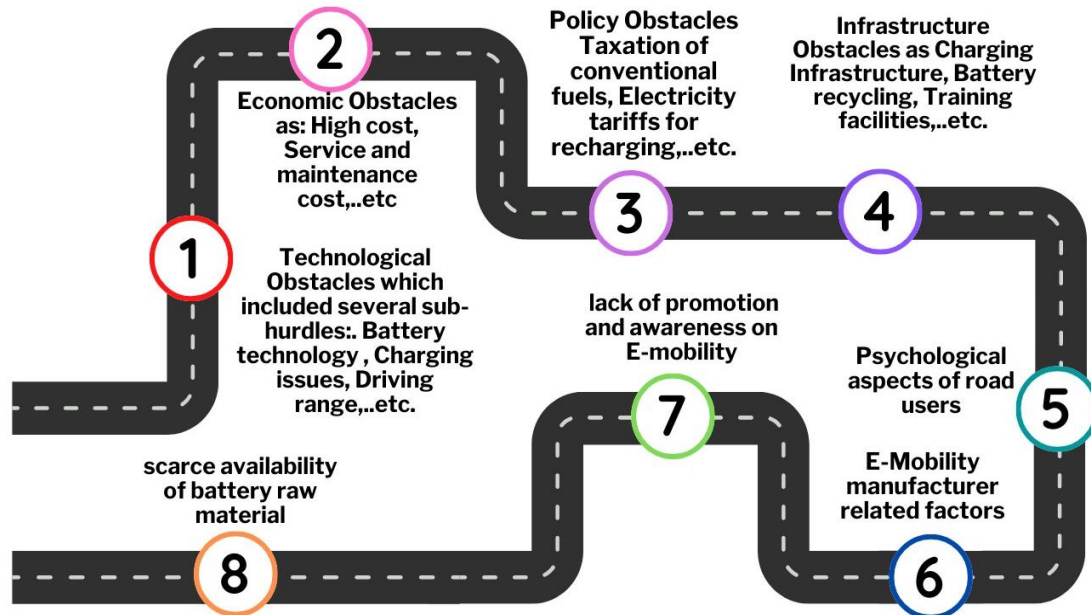 1
Technological
Obstacles which
included several sub-
hurdles:. Battery
technology , Charging
issues, Driving
range,..etc.
2
Economic Obstacles
as: High cost,
Service and
maintenance
cost,..etc
Policy Obstacles
Taxation of
conventional
fuels, Electricity
tariffs for
recharging,..etc.
3
Infrastructure
Obstacles as Charging
Infrastructure, Battery
recycling, Training
facilities,..etc.
4
Psychological
aspects of road
users
5
E-Mobility
manufacturer
related factors
6
lack of promotion
and awareness on
E-mobility
7
scarce availability
of battery raw
material
8